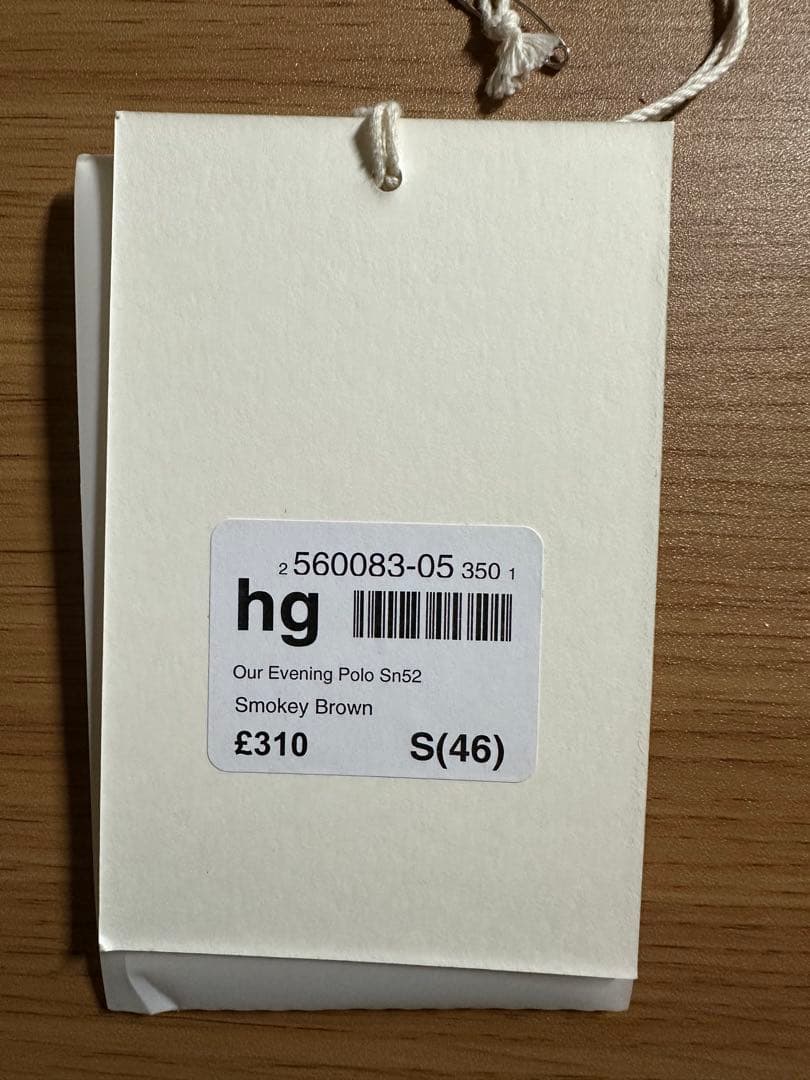 2 560083-05 350 1
hg
Our Evening Polo Sn52
Smokey Brown
£310 S(46)